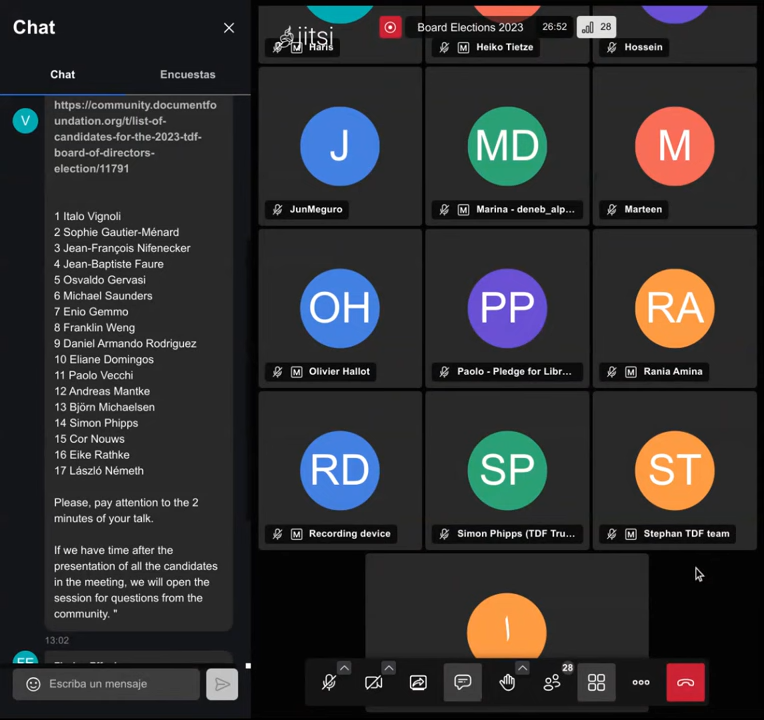 Chat
Chat
Encuestas
V
https://community.documentfo
undation.org/t/list-of-
candidates-for-the-2023-tdf-
board-of-directors-
election/11791
1 Italo Vignoli
2 Sophie Gautier-Ménard
3 Jean-François Nifenecker
4 Jean-Baptiste Faure
5 Osvaldo Gervasi
6 Michael Saunders
7 Enio Gemmo
8 Franklin Weng
9 Daniel Armando Rodriguez
10 Eliane Domingos
11 Paolo Vecchi
12 Andreas Mantke
13 Björn Michaelsen
14 Simon Phipps
15 Cor Nouws
16 Eike Rathke
17 László Németh
Please, pay attention to the 2
minutes of your talk.
If we have time after the
presentation of all the candidates
in the meeting, we will open the
session for questions from the
community. "
13:02
Escriba un mensaje
jitsi
Board Elections 2023
26:52
28
Haris
M Heiko Tietze
M Hossein
J
JunMeguro
MD
M Marina - deneb_alp...
M
Marteen
OH
M Olivier Hallot
PP
Paolo - Pledge for Libr...
RA
M Rania Amina
RD
M Recording device
SP
Simon Phipps (TDF Tru...
ST
M Stephan TDF team
28